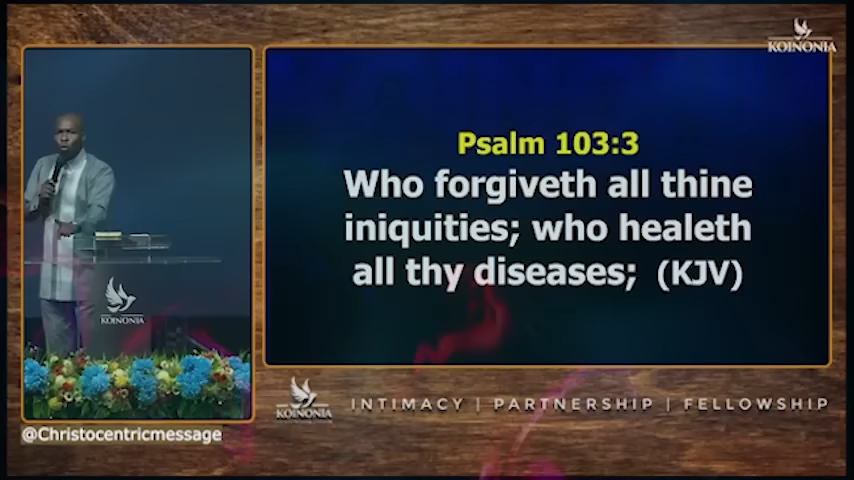 KOINONIA
Psalm 103:3
Who forgiveth all thine
iniquities; who healeth
all thy diseases; (KJV)
KOINONIA
KOINONIA
INTIMACY | PARTNERSHIP | FELLOWSHIP
@Christocentricmessage